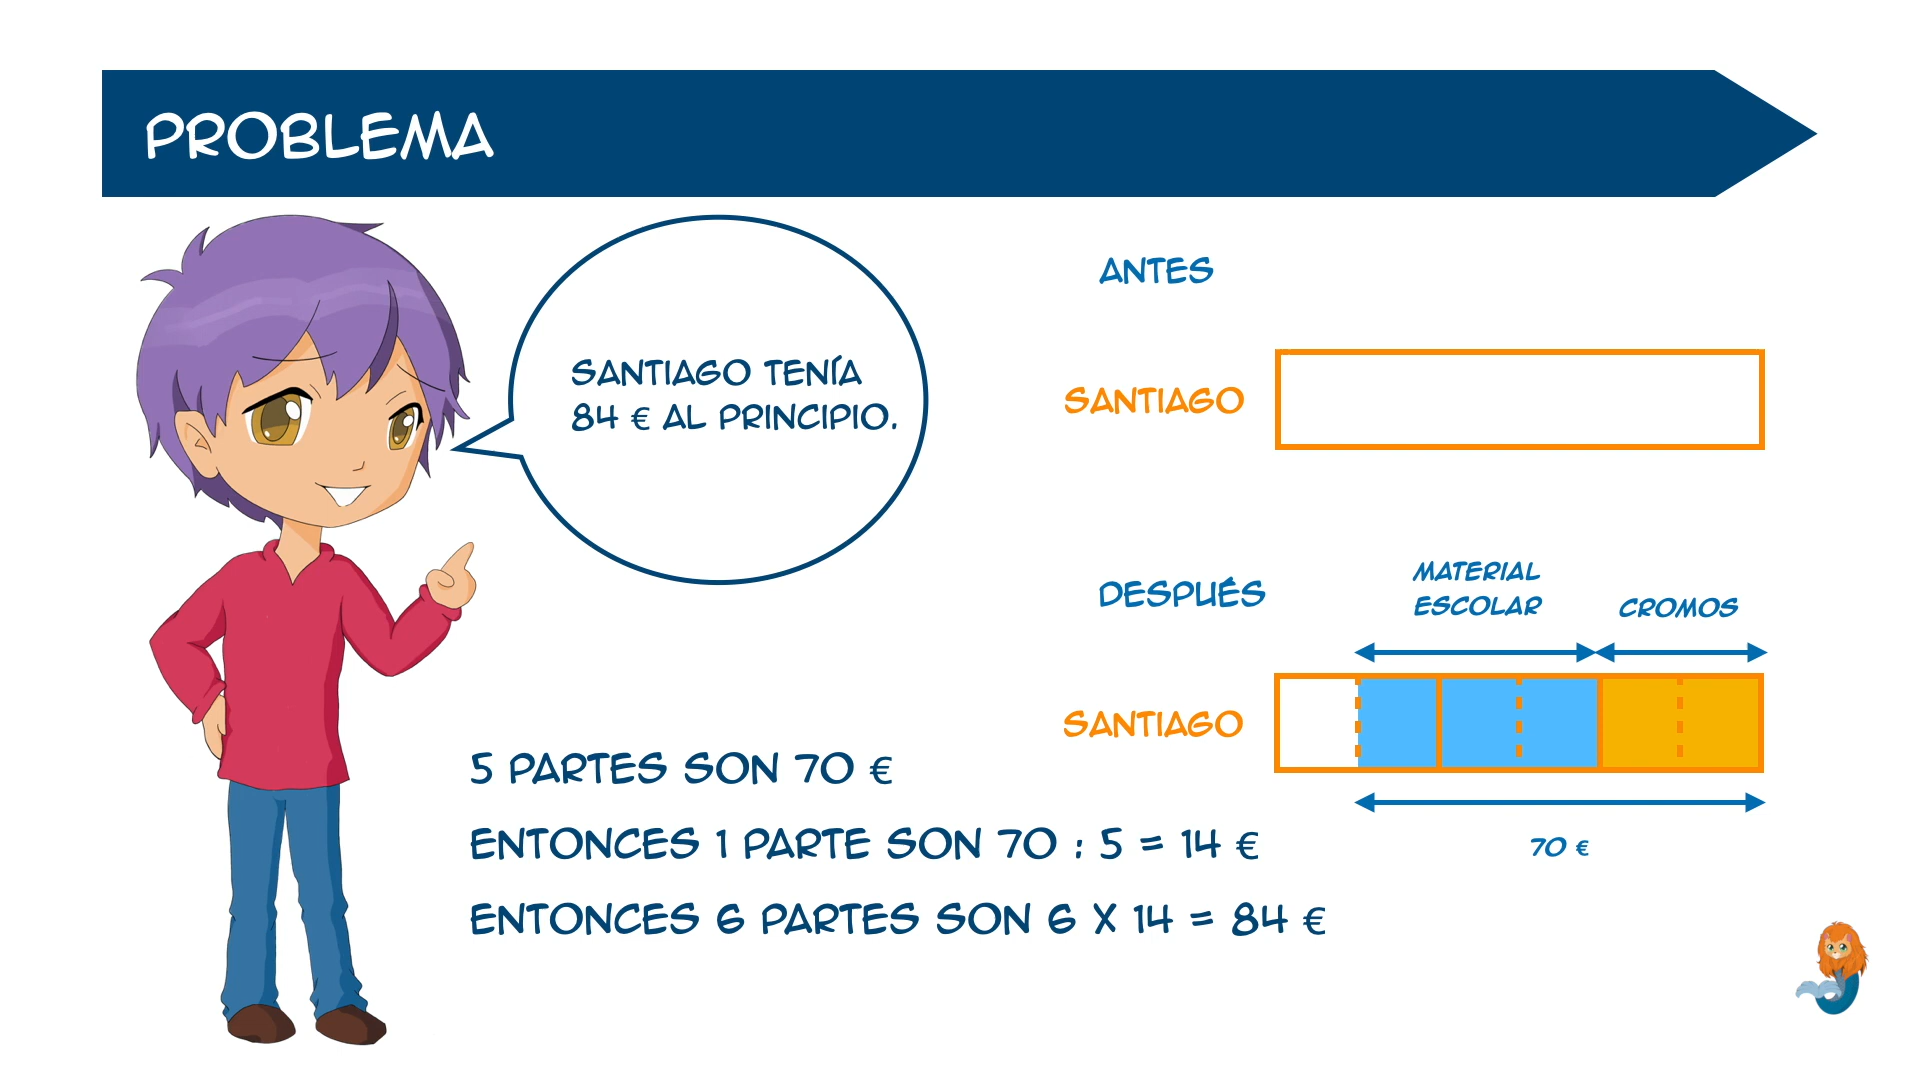 PROBLEMA
SANTIAGO TENÍA
84 € AL PRINCIPIO.
ANTES
SANTIAGO
DESPUÉS
MATERIAL
ESCOLAR
CROMOS
SANTIAGO
70 €
5 PARTES SON 70 €
ENTONCES 1 PARTE SON 70 : 5 = 14 €
ENTONCES 6 PARTES SON 6 X 14 = 84 €